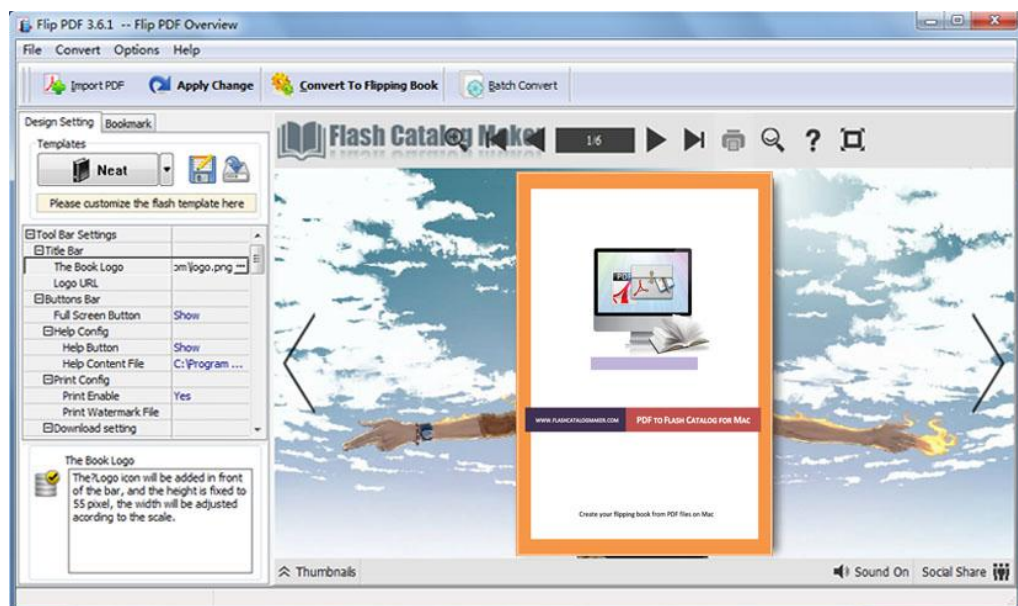 Flip PDF 3.6.1 -- Flip PDF Overview
File Convert Options Help
Import PDF Apply Change Convert To Flipping Book Batch Convert
Design Setting Bookmark
Templates
Neat
Please customize the flash template here
Tool Bar Settings
Title Bar
The Book Logo om\logo.png ...
Logo URL
Buttons Bar
Full Screen Button Show
Help Config
Help Button Show
Help Content File C:\Program ...
Print Config
Print Enable Yes
Print Watermark File
Download setting
The Book Logo
The?Logo icon will be added in front
of the bar, and the height is fixed to
55 pixel, the width will be adjusted
acording to the scale.
Flash Catalog Maker 1/6 ?
PDF
WWW.FLASHCATALOGMAKER.COM PDF TO FLASH CATALOG FOR MAC
Create your flipping book from PDF files on Mac
Thumbnails Sound On Social Share